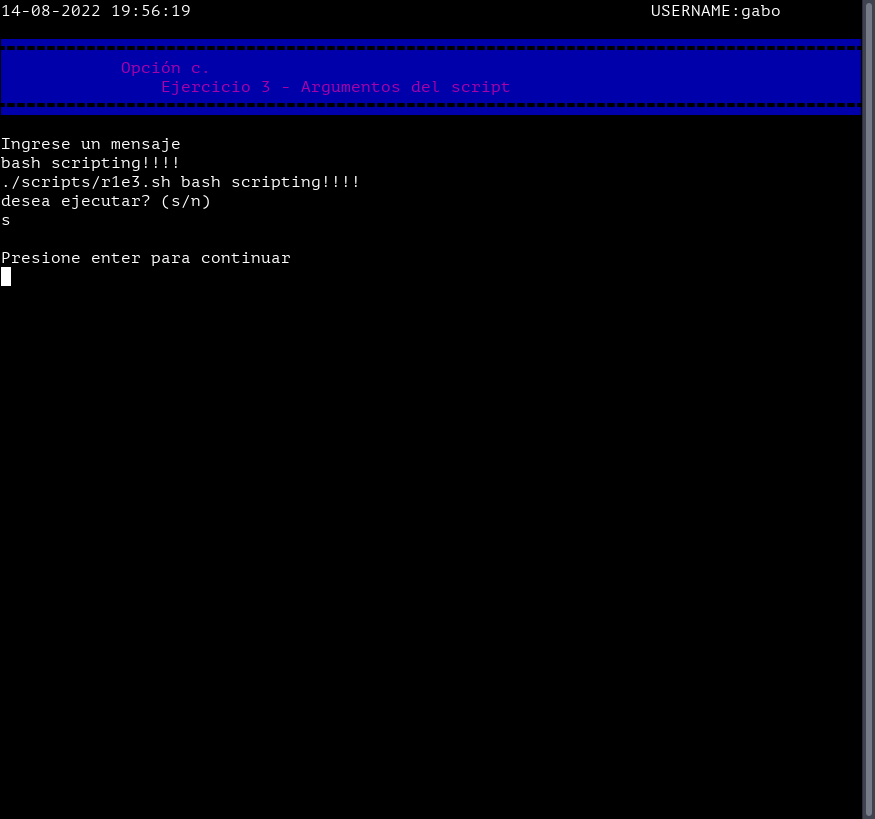 14-08-2022 19:56:19 USERNAME:gabo
Opción c.
Ejercicio 3 - Argumentos del script
Ingrese un mensaje
bash scripting!!!!
./scripts/r1e3.sh bash scripting!!!!
desea ejecutar? (s/n)
s
Presione enter para continuar